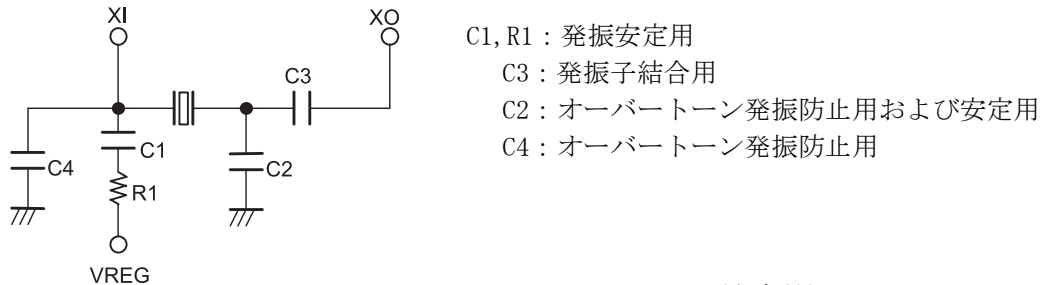 XI
XO
C1,R1：発振安定用
C3
C3：発振子結合用
C2：オーバートーン発振防止用および安定用
C1
C4：オーバートーン発振防止用
C4
C2
R1
VREG